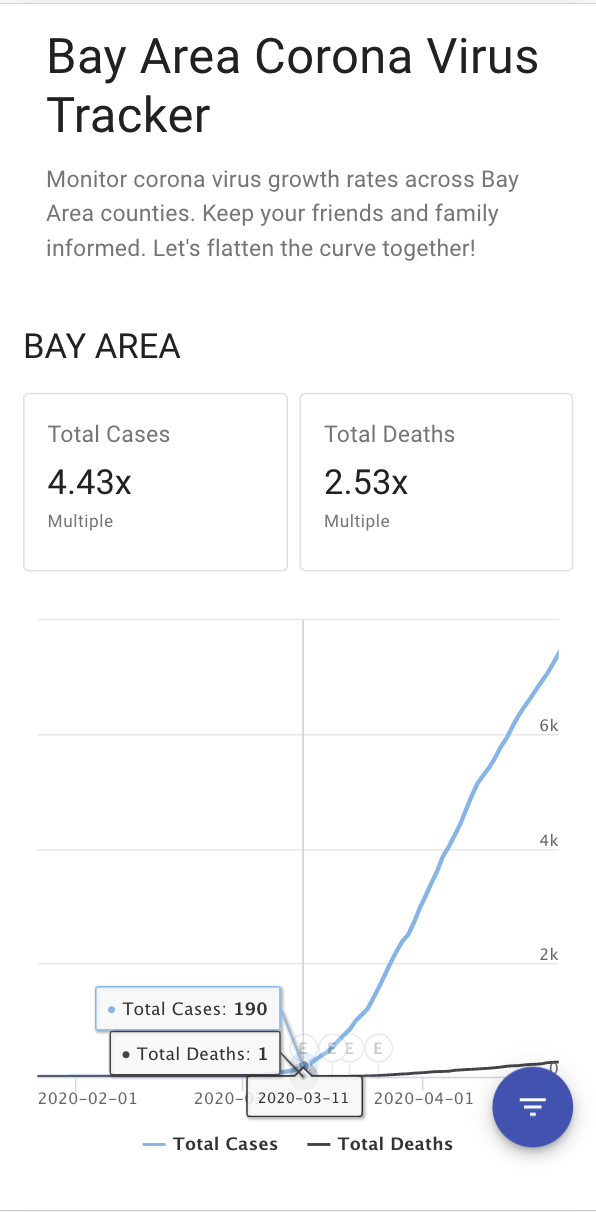 Bay Area Corona Virus
Tracker
Monitor corona virus growth rates across Bay
Area counties. Keep your friends and family
informed. Let's flatten the curve together!
BAY AREA
Total Cases
4.43x
Multiple
Total Deaths
2.53x
Multiple
6k
4k
2k
0
Total Cases: 190
Total Deaths: 1
E
E
E
E
2020-02-01
2020-0
2020-03-11
2020-04-01
Total Cases
Total Deaths